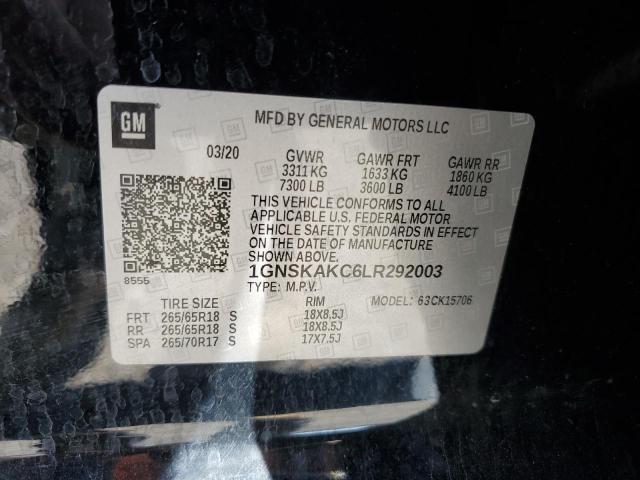 GM
MFD BY GENERAL MOTORS LLC
03/20 GVWR GAWR FRT GAWR RR
3311 KG 1633 KG 1860 KG
7300 LB 3600 LB 4100 LB
THIS VEHICLE CONFORMS TO ALL
APPLICABLE U.S. FEDERAL MOTOR
VEHICLE SAFETY STANDARDS IN EFFECT
ON THE DATE OF MANUFACTURE
SHOWN ABOVE.
8555 1GNSKAKC6LR292003
TYPE: M.P.V. MODEL: 63CK15706
TIRE SIZE RIM
FRT 265/65R18 S 18X8.5J
RR 265/65R18 S 18X8.5J
SPA 265/70R17 S 17X7.5J